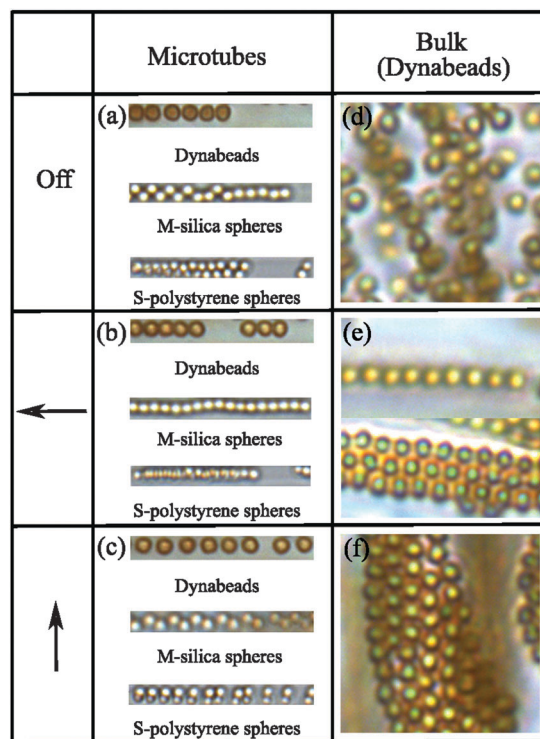 Microtubes
Bulk
(Dynabeads)
Off
(a)
Dynabeads
M-silica spheres
S-polystyrene spheres
(d)
(b)
Dynabeads
M-silica spheres
S-polystyrene spheres
(e)
(c)
Dynabeads
M-silica spheres
S-polystyrene spheres
(f)